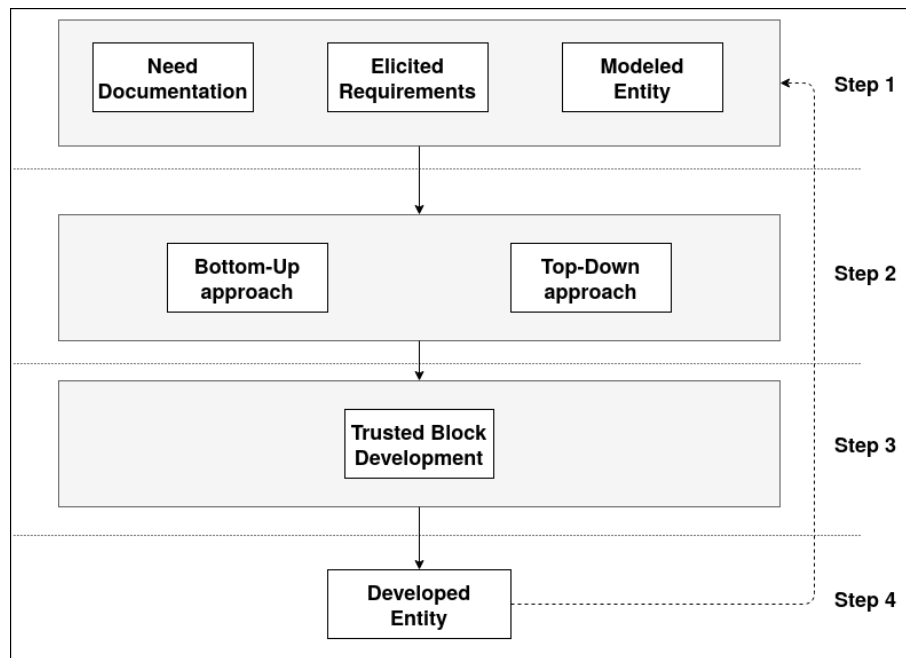 Need
Documentation
Elicited
Requirements
Modeled
Entity
Step 1
Bottom-Up
approach
Top-Down
approach
Step 2
Trusted Block
Development
Step 3
Developed
Entity
Step 4